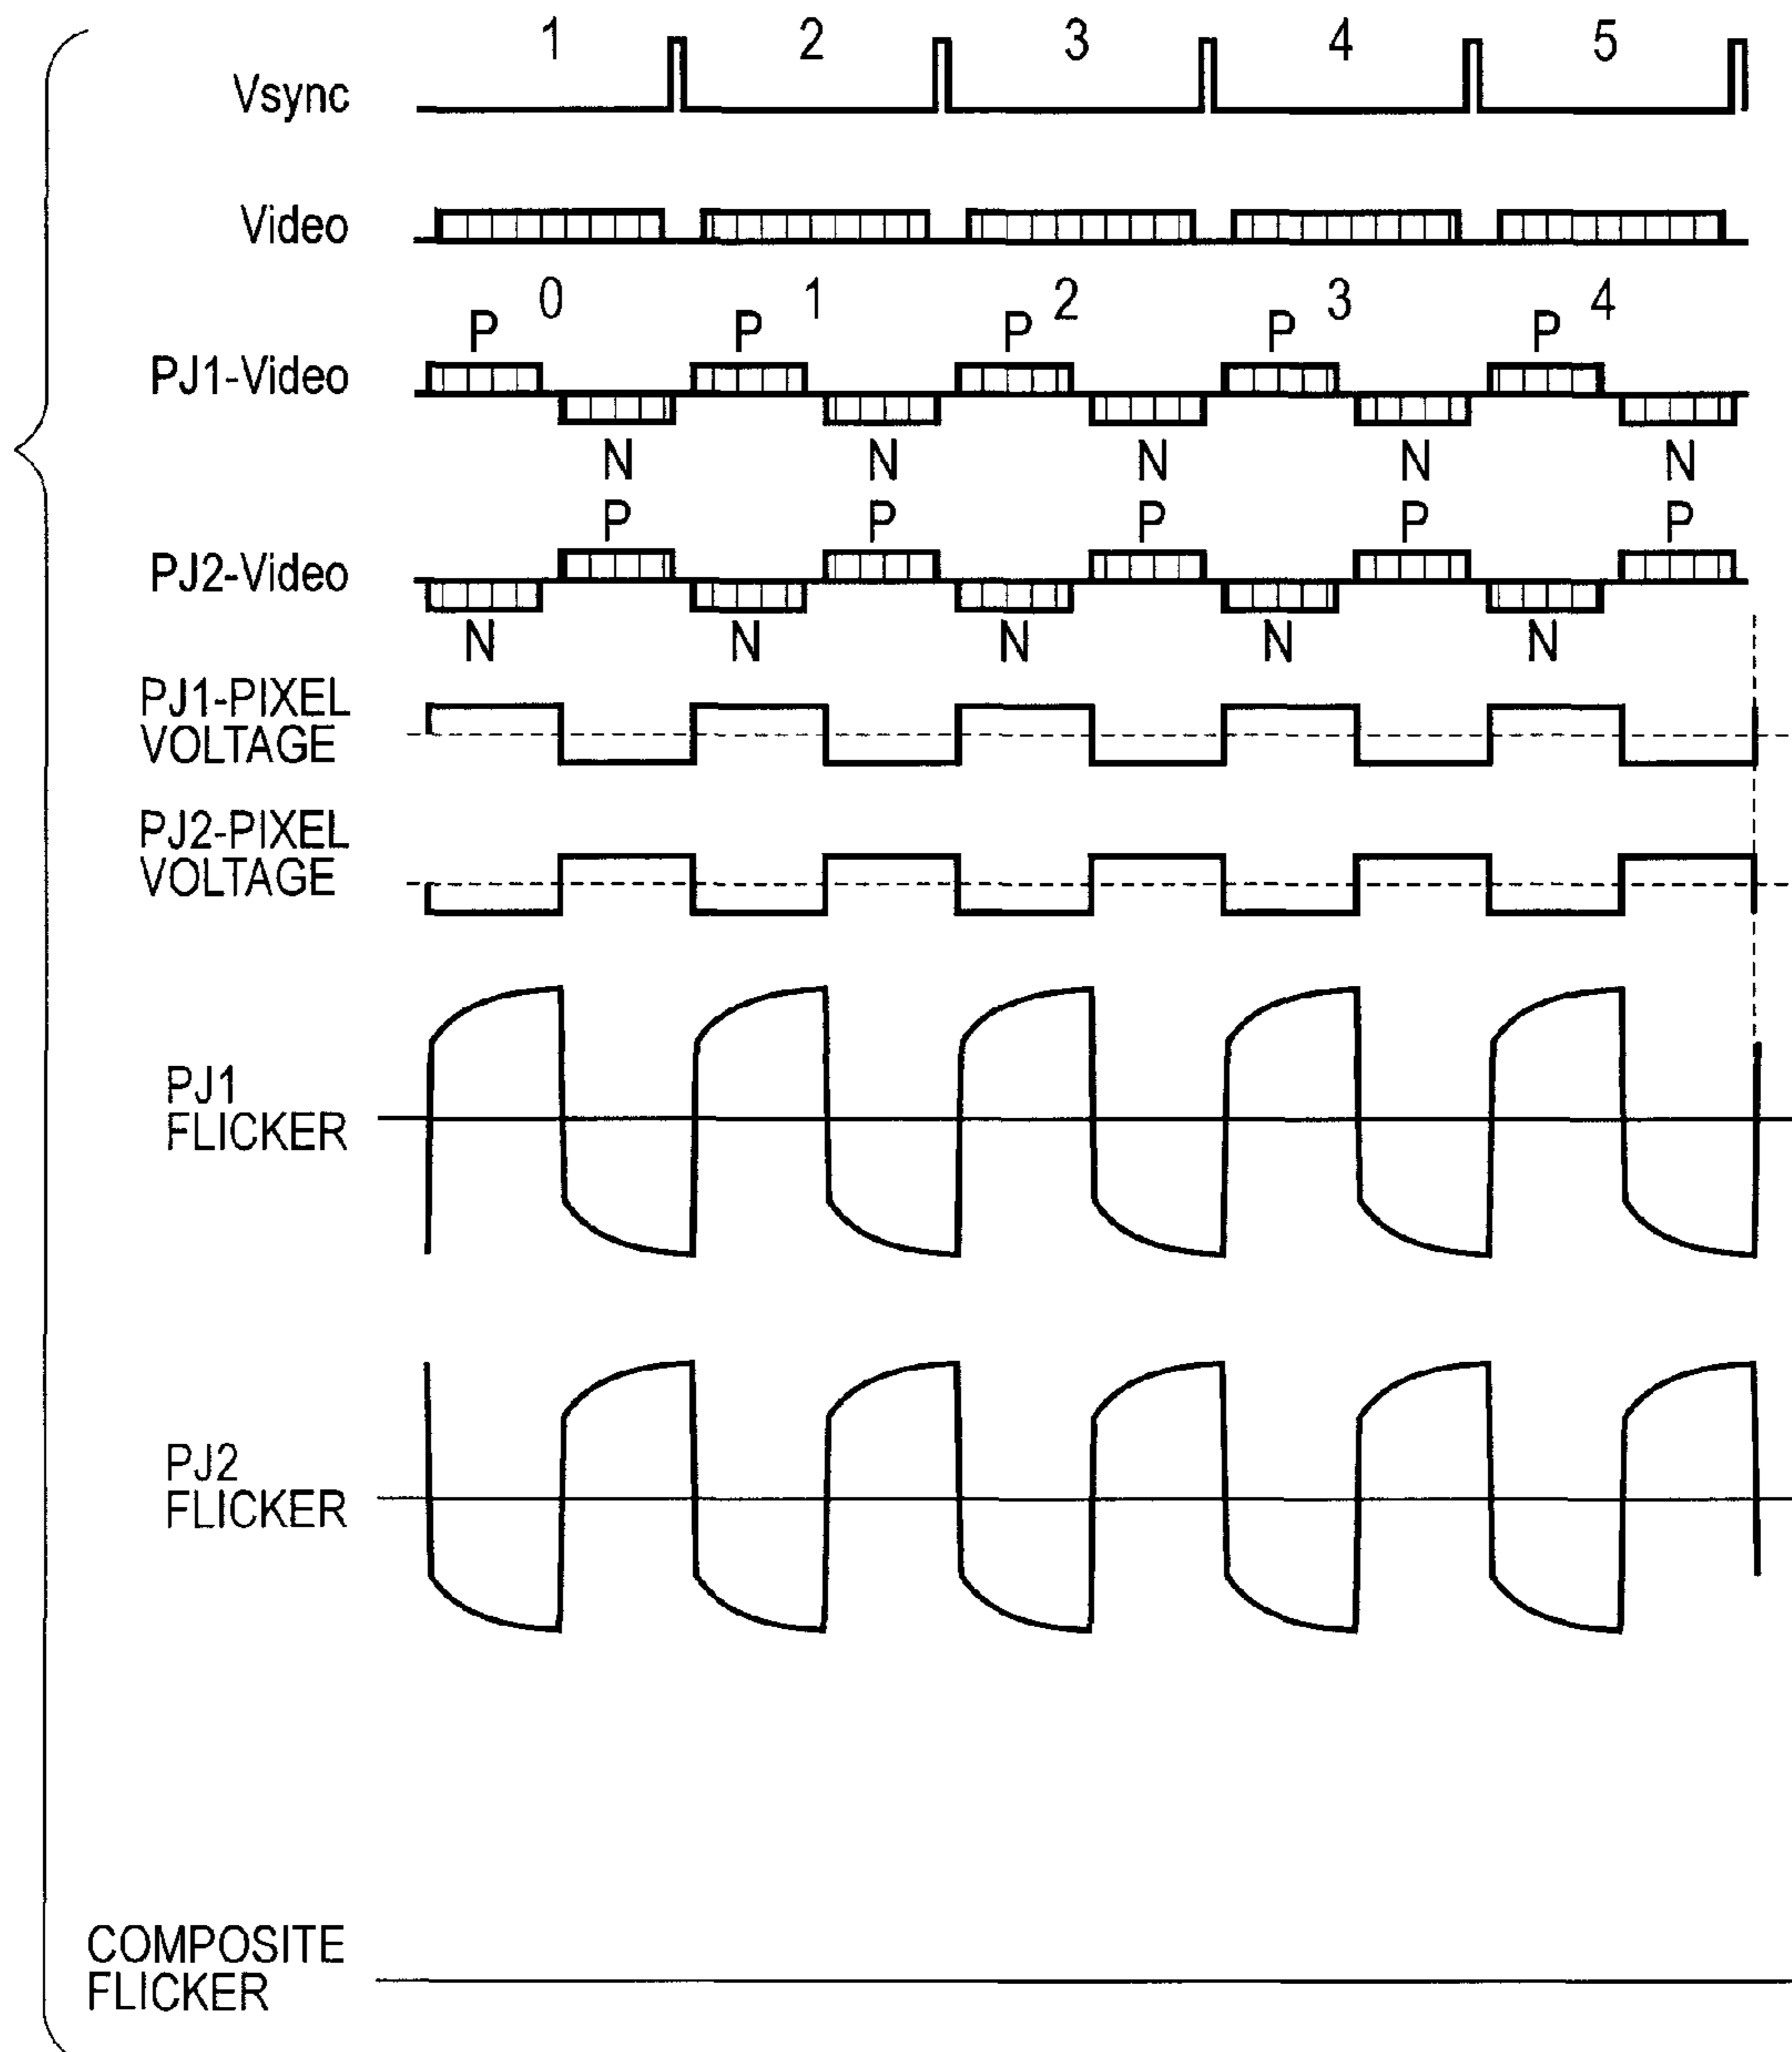 1 2 3 4 5
Vsync
Video
0 1 2 3 4
P P P P P
PJ1-Video
N N N N N
P P P P P
PJ2-Video
N N N N N
PJ1-PIXEL
VOLTAGE
PJ2-PIXEL
VOLTAGE
PJ1
FLICKER
PJ2
FLICKER
COMPOSITE
FLICKER